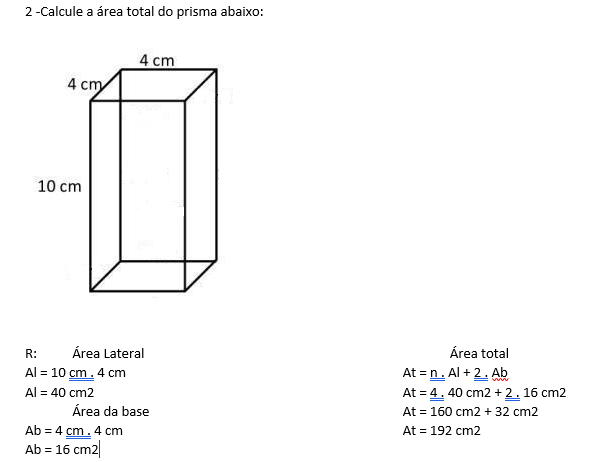 2 -Calcule a área total do prisma abaixo:
4 cm
4 cm
10 cm
R: Área Lateral
Al = 10 cm . 4 cm
Al = 40 cm2
Área da base
Ab = 4 cm . 4 cm
Ab = 16 cm2
Área total
At = n . Al + 2 . Ab
At = 4 . 40 cm2 + 2 . 16 cm2
At = 160 cm2 + 32 cm2
At = 192 cm2